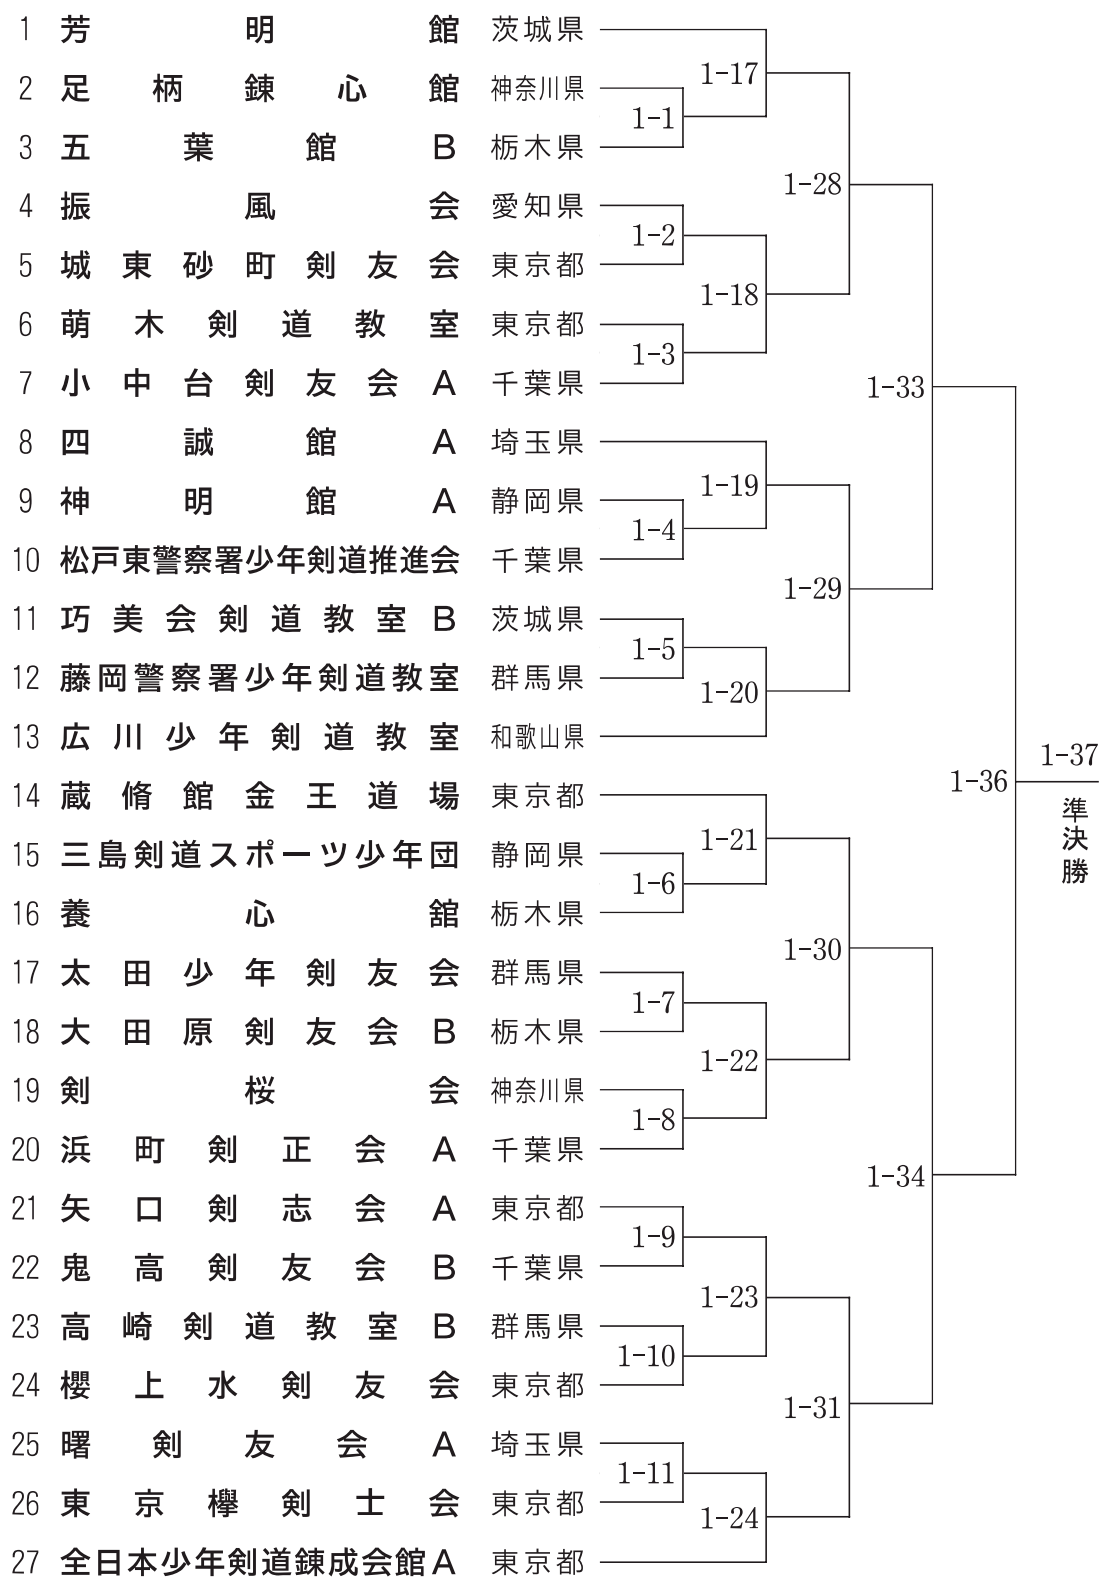 1 芳明館 茨城県
2 足柄錬心館 神奈川県
3 五葉館B 栃木県
4 振風会 愛知県
5 城東砂町剣友会 東京都
6 萌木剣道教室 東京都
7 小中台剣友会A 千葉県
8 四誠館A 埼玉県
9 神明館A 静岡県
10 松戸東警察署少年剣道推進会 千葉県
11 巧美会剣道教室B 茨城県
12 藤岡警察署少年剣道教室 群馬県
13 広川少年剣道教室 和歌山県
14 蔵脩館金王道場 東京都
15 三島剣道スポーツ少年団 静岡県
16 養心舘 栃木県
17 太田少年剣友会 群馬県
18 大田原剣友会B 栃木県
19 剣桜会 神奈川県
20 浜町剣正会A 千葉県
21 矢口剣志会A 東京都
22 鬼高剣友会B 千葉県
23 高崎剣道教室B 群馬県
24 櫻上水剣友会 東京都
25 曙剣友会A 埼玉県
26 東京欅剣士会 東京都
27 全日本少年剣道錬成会館A 東京都
1-1
1-2
1-3
1-4
1-5
1-6
1-7
1-8
1-9
1-10
1-11
1-17
1-18
1-19
1-20
1-21
1-22
1-23
1-24
1-28
1-29
1-30
1-31
1-33
1-34
1-36
1-37
準決勝